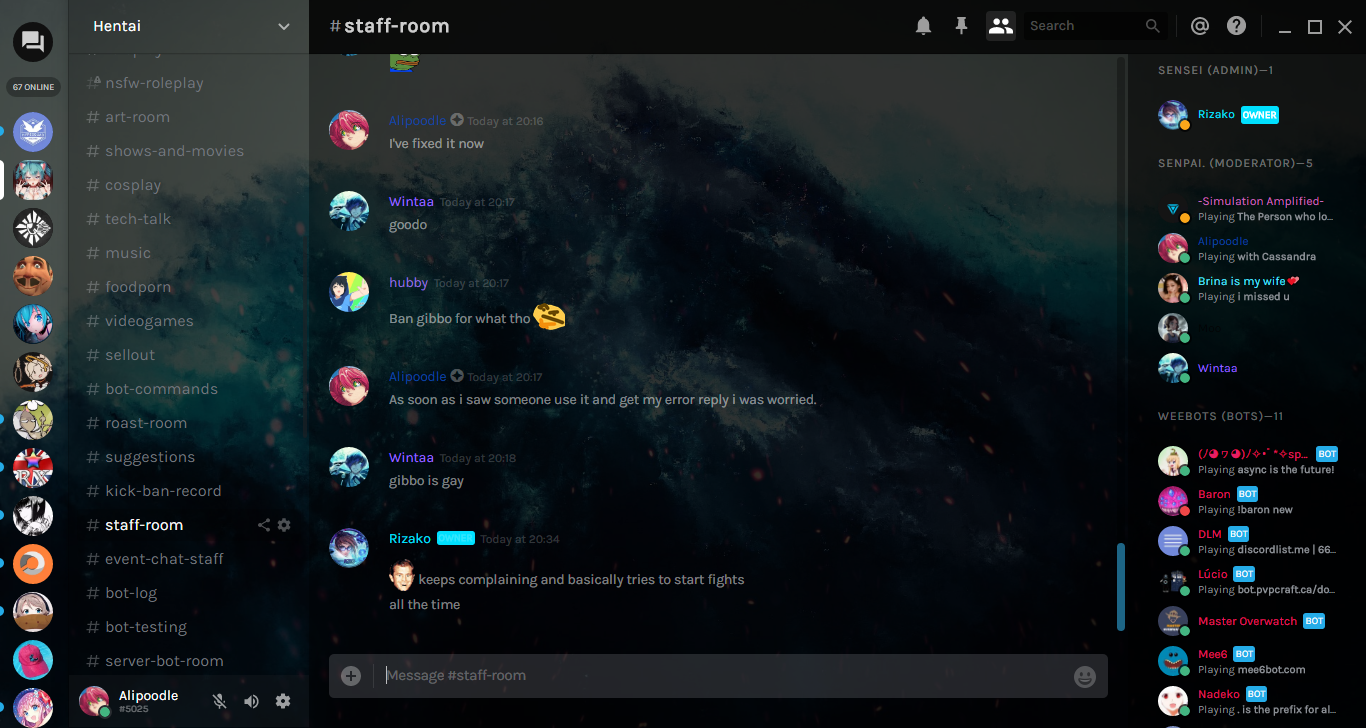 67 ONLINE
Hentai
nsfw-roleplay
# art-room
# shows-and-movies
# cosplay
# tech-talk
# music
# foodporn
# videogames
# sellout
# bot-commands
# roast-room
# suggestions
# kick-ban-record
# staff-room
# event-chat-staff
# bot-log
# bot-testing
# server-bot-room
Alipoodle
#5025
#staff-room
Search
Alipoodle Today at 20:16
I've fixed it now
Wintaa Today at 20:17
goodo
hubby Today at 20:17
Ban gibbo for what tho
Alipoodle Today at 20:17
As soon as i saw someone use it and get my error reply i was worried.
Wintaa Today at 20:18
gibbo is gay
Rizako OWNER Today at 20:34
keeps complaining and basically tries to start fights
all the time
Message #staff-room
SENSEI (ADMIN)—1
Rizako OWNER
SENPAI. (MODERATOR)—5
-Simulation Amplified-
Playing The Person who lo...
Alipoodle
Playing with Cassandra
Brina is my wife
Playing i missed u
Wintaa
WEEBOTS (BOTS)—11
sp... BOT
Playing async is the future!
Baron BOT
Playing !baron new
DLM BOT
Playing discordlist.me | 66...
Lúcio BOT
Playing bot.pvpcraft.ca/do...
Master Overwatch BOT
Mee6 BOT
Playing mee6bot.com
Nadeko BOT
Playing . is the prefix for al...